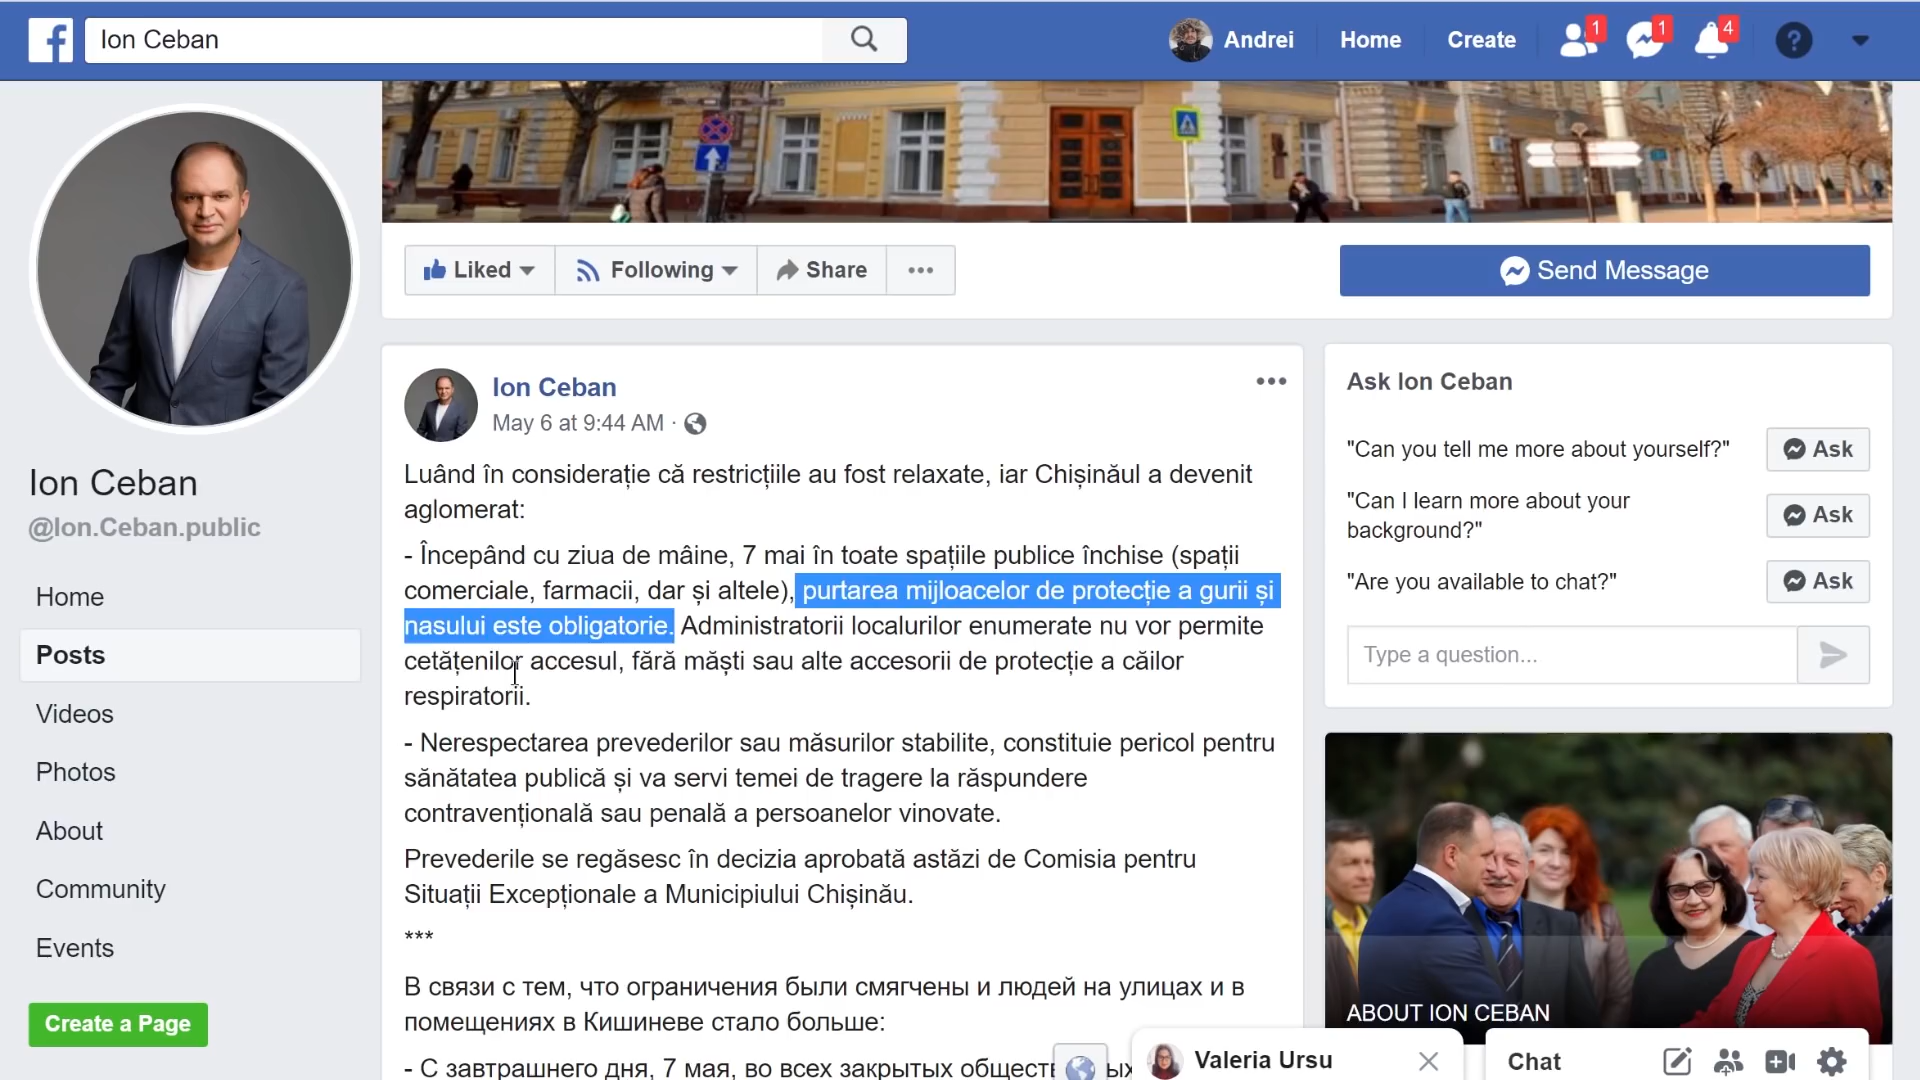 Ion Ceban
Andrei
Home
Create
1
1
4
?
Liked
Following
Share
Send Message
Ion Ceban
@Ion.Ceban.public
Home
Posts
Videos
Photos
About
Community
Events
Create a Page
Ion Ceban
May 6 at 9:44 AM ·
Luând în considerație că restricțiile au fost relaxate, iar Chișinăul a devenit
aglomerat:
- Începând cu ziua de mâine, 7 mai în toate spațiile publice închise (spații
comerciale, farmacii, dar și altele), purtarea mijloacelor de protecție a gurii și
nasului este obligatorie. Administratorii localurilor enumerate nu vor permite
cetățenilor accesul, fără măști sau alte accesorii de protecție a căilor
respiratorii.
- Nerespectarea prevederilor sau măsurilor stabilite, constituie pericol pentru
sănătatea publică și va servi temei de tragere la răspundere
contravențională sau penală a persoanelor vinovate.
Prevederile se regăsesc în decizia aprobată astăzi de Comisia pentru
Situații Excepționale a Municipiului Chișinău.
***
В связи с тем, что ограничения были смягчены и людей на улицах и в
помещениях в Кишиневе стало больше:
- С завтрашнего дня, 7 мая, во всех закрытых
Ask Ion Ceban
"Can you tell me more about yourself?"
Ask
"Can I learn more about your
background?"
Ask
"Are you available to chat?"
Ask
Type a question...
ABOUT ION CEBAN
Valeria Ursu
Chat